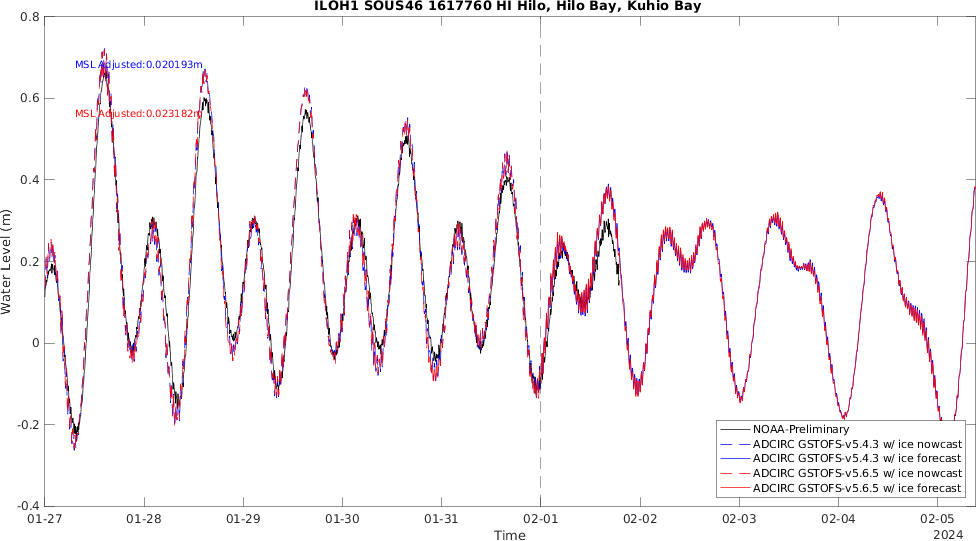 ILOH1 SOUS46 1617760 HI Hilo, Hilo Bay, Kuhio Bay
0.8
0.6
0.4
0.2
0
-0.2
-0.4
Water Level (m)
MSL Adjusted:0.020193m
MSL Adjusted:0.023182m
NOAA-Preliminary
ADCIRC GSTOFS-v5.4.3 w/ ice nowcast
ADCIRC GSTOFS-v5.4.3 w/ ice forecast
ADCIRC GSTOFS-v5.6.5 w/ ice nowcast
ADCIRC GSTOFS-v5.6.5 w/ ice forecast
01-27 01-28 01-29 01-30 01-31 02-01 02-02 02-03 02-04 02-05
Time
2024